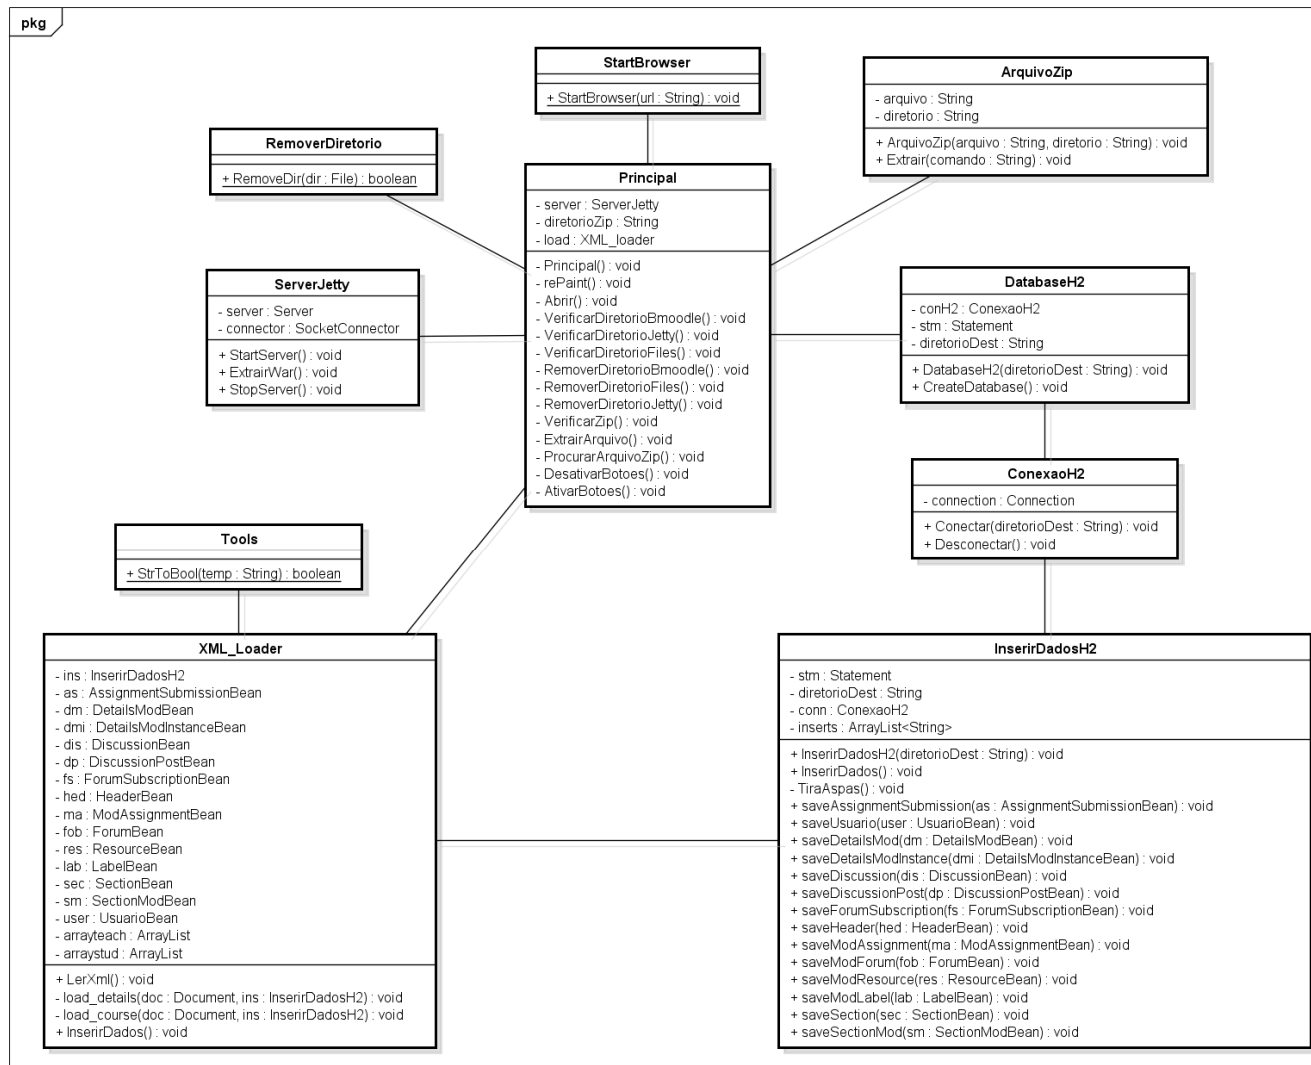 pkg
StartBrowser
+ StartBrowser(url : String) : void
ArquivoZip
- arquivo : String
- diretorio : String
+ ArquivoZip(arquivo : String, diretorio : String) : void
+ Extrair(comando : String) : void
RemoverDiretorio
+ RemoveDir(dir : File) : boolean
Principal
- server : ServerJetty
- diretorioZip : String
- load : XML_loader
- Principal() : void
- rePaint() : void
- Abrir() : void
- VerificarDiretorioBmoodle() : void
- VerificarDiretorioJetty() : void
- VerificarDiretorioFiles() : void
- RemoverDiretorioBmoodle() : void
- RemoverDiretorioFiles() : void
- RemoverDiretorioJetty() : void
- VerificarZip() : void
- ExtrairArquivo() : void
- ProcurarArquivoZip() : void
- DesativarBotoes() : void
- AtivarBotoes() : void
ServerJetty
- server : Server
- connector : SocketConnector
+ StartServer() : void
+ ExtrairWar() : void
+ StopServer() : void
DatabaseH2
- conH2 : ConexaoH2
- stm : Statement
- diretorioDest : String
+ DatabaseH2(diretorioDest : String) : void
+ CreateDatabase() : void
ConexaoH2
- connection : Connection
+ Conectar(diretorioDest : String) : void
+ Desconectar() : void
Tools
+ StrToBool(temp : String) : boolean
XML_Loader
- ins : InserirDadosH2
- as : AssignmentSubmissionBean
- dm : DetailsModBean
- dmi : DetailsModInstanceBean
- dis : DiscussionBean
- dp : DiscussionPostBean
- fs : ForumSubscriptionBean
- hed : HeaderBean
- ma : ModAssignmentBean
- fob : ForumBean
- res : ResourceBean
- lab : LabelBean
- sec : SectionBean
- sm : SectionModBean
- user : UsuarioBean
- arrayteach : ArrayList
- arraystud : ArrayList
+ LerXml() : void
- load_details(doc : Document, ins : InserirDadosH2) : void
- load_course(doc : Document, ins : InserirDadosH2) : void
+ InserirDados() : void
InserirDadosH2
- stm : Statement
- diretorioDest : String
- conn : ConexaoH2
- inserts : ArrayList<String>
+ InserirDadosH2(diretorioDest : String) : void
+ InserirDados() : void
- TiraAspas() : void
+ saveAssignmentSubmission(as : AssignmentSubmissionBean) : void
+ saveUsuario(user : UsuarioBean) : void
+ saveDetailsMod(dm : DetailsModBean) : void
+ saveDetailsModInstance(dmi : DetailsModInstanceBean) : void
+ saveDiscussion(dis : DiscussionBean) : void
+ saveDiscussionPost(dp : DiscussionPostBean) : void
+ saveForumSubscription(fs : ForumSubscriptionBean) : void
+ saveHeader(hed : HeaderBean) : void
+ saveModAssignment(ma : ModAssignmentBean) : void
+ saveModForum(fob : ForumBean) : void
+ saveModResource(res : ResourceBean) : void
+ saveModLabel(lab : LabelBean) : void
+ saveSection(sec : SectionBean) : void
+ saveSectionMod(sm : SectionModBean) : void